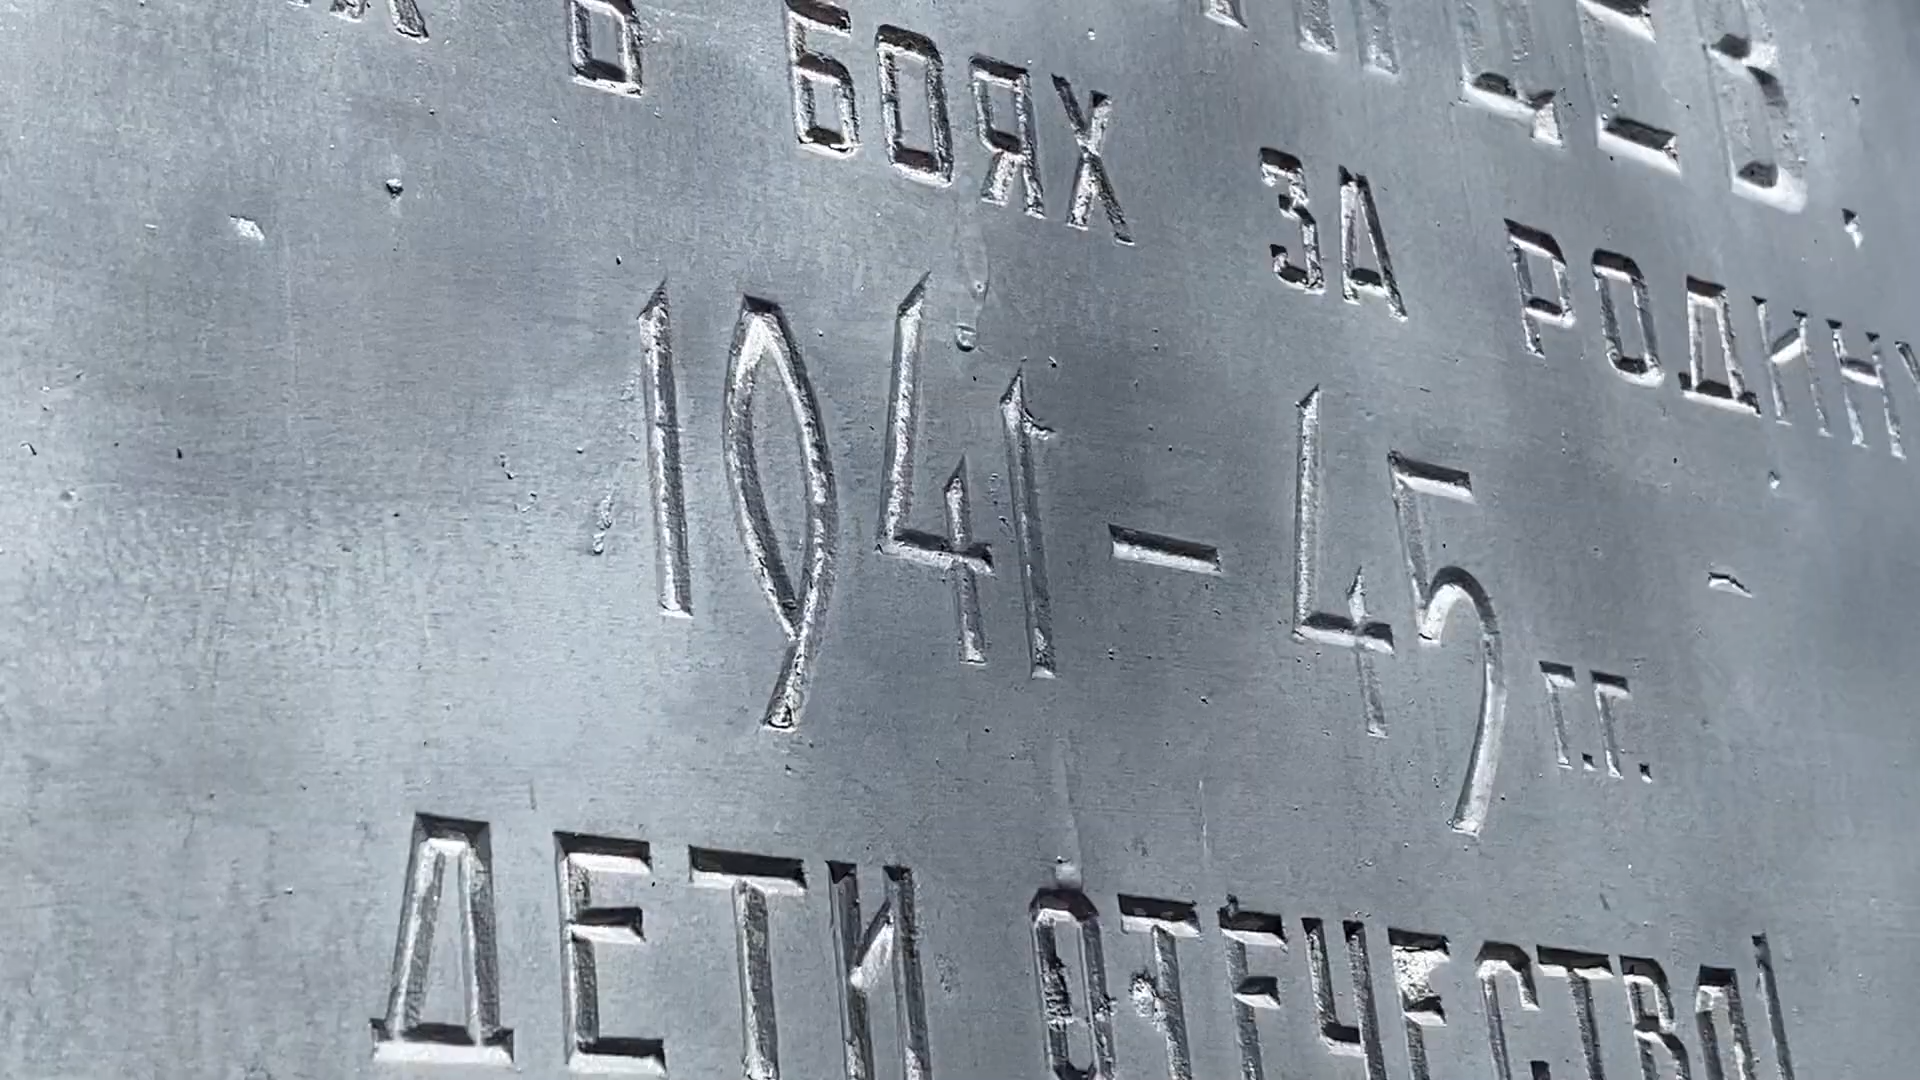 В БОЯХ ЗА РОДИНУ
1941-45 г.г.
ДЕТИ ОТЕЧЕСТВА!